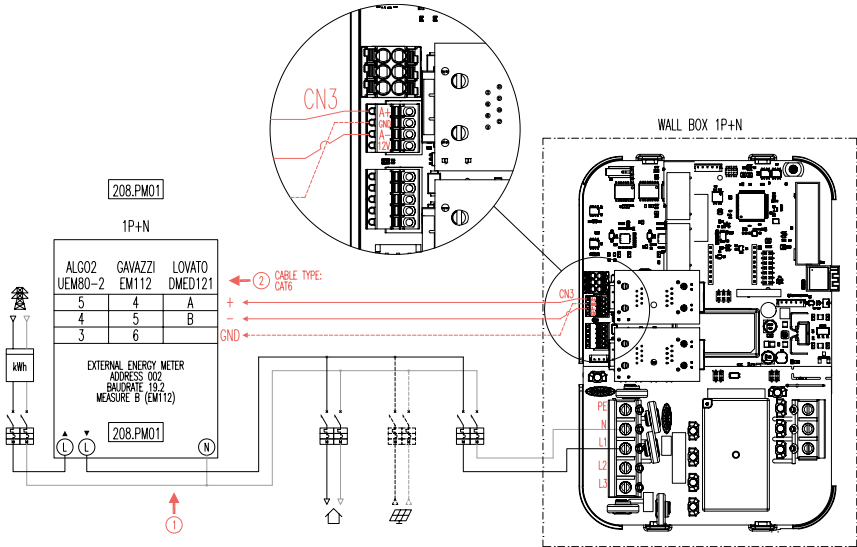 CN3
A+
GND
A-
12V
WALL BOX 1P+N
208.PM01
1P+N
ALGO2 GAVAZZI LOVATO
UEM80-2 EM112 DMED121
5 4 A
4 5 B
3 6
2 CABLE TYPE:
CAT6
+
-
GND
CN3
kWh
EXTERNAL ENERGY METER
ADDRESS 002
BAUDRATE 19.2
MEASURE B (EM112)
208.PM01
L L N
1
PE
N
L1
L2
L3